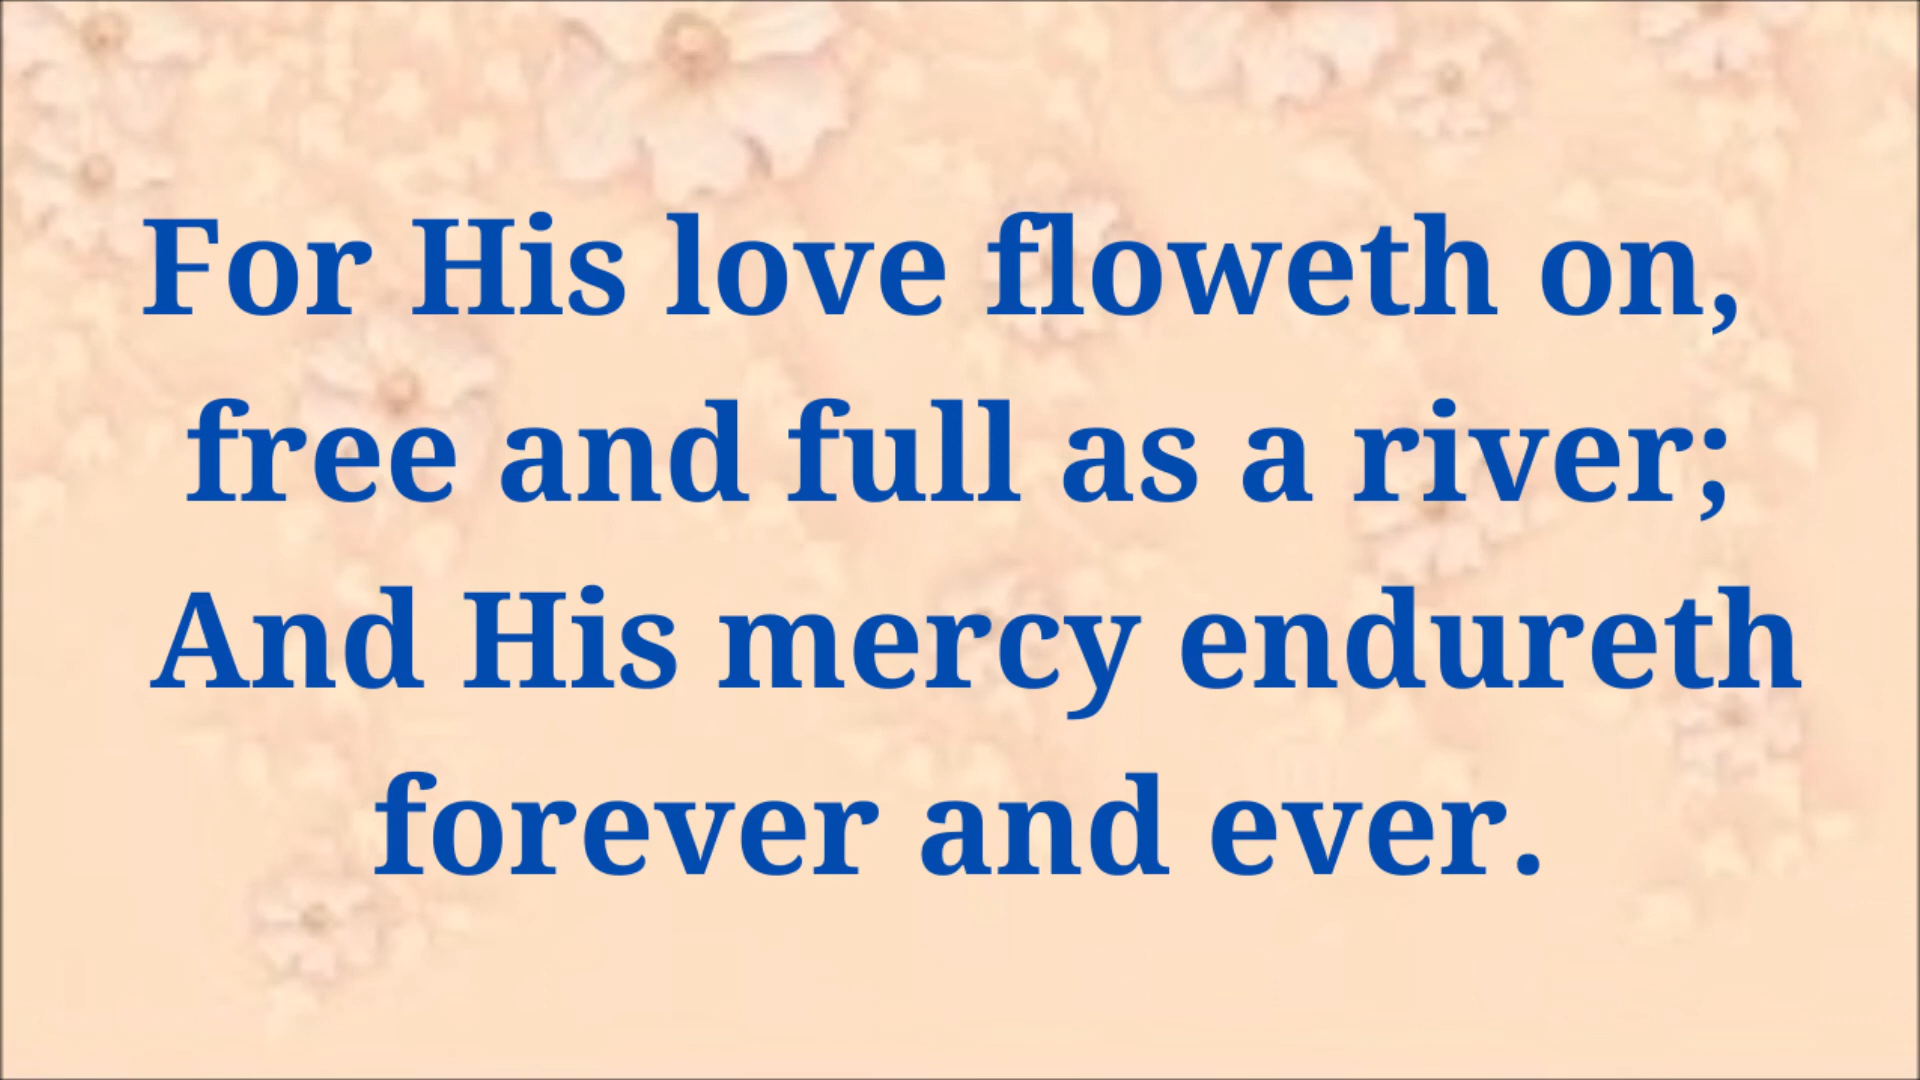 For His love floweth on,
free and full as a river;
And His mercy endureth
forever and ever.